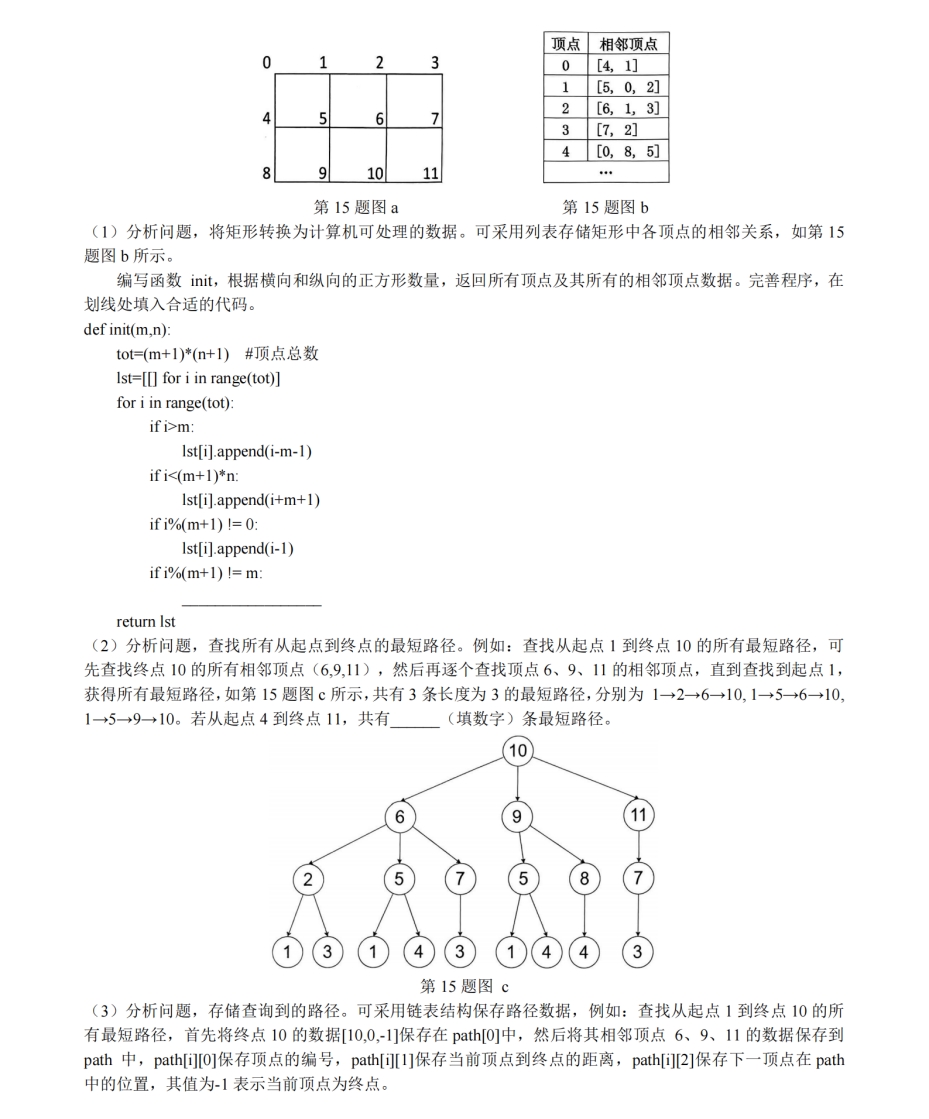 0 1 2 3
4 5 6 7
8 9 10 11
顶点 相邻顶点
0 [4, 1]
1 [5, 0, 2]
2 [6, 1, 3]
3 [7, 2]
4 [0, 8, 5]
…
第 15 题图 a 第 15 题图 b
（1）分析问题，将矩形转换为计算机可处理的数据。可采用列表存储矩形中各顶点的相邻关系，如第 15
题图 b 所示。
编写函数 init，根据横向和纵向的正方形数量，返回所有顶点及其所有的相邻顶点数据。完善程序，在
划线处填入合适的代码。
def init(m,n):
tot=(m+1)*(n+1) #顶点总数
lst=[[] for i in range(tot)]
for i in range(tot):
if i>m:
lst[i].append(i-m-1)
if i<(m+1)*n:
lst[i].append(i+m+1)
if i%(m+1) != 0:
lst[i].append(i-1)
if i%(m+1) != m:
__________________
return lst
（2）分析问题，查找所有从起点到终点的最短路径。例如：查找从起点 1 到终点 10 的所有最短路径，可
先查找终点 10 的所有相邻顶点（6,9,11），然后再逐个查找顶点 6、9、11 的相邻顶点，直到查找到起点 1，
获得所有最短路径，如第 15 题图 c 所示，共有 3 条长度为 3 的最短路径，分别为 1→2→6→10, 1→5→6→10,
1→5→9→10。若从起点 4 到终点 11，共有______（填数字）条最短路径。
10
6 9 11
2 5 7 5 8 7
1 3 1 4 3 1 4 4 3
第 15 题图 c
（3）分析问题，存储查询到的路径。可采用链表结构保存路径数据，例如：查找从起点 1 到终点 10 的所
有最短路径，首先将终点 10 的数据[10,0,-1]保存在 path[0]中，然后将其相邻顶点 6、9、11 的数据保存到
path 中，path[i][0]保存顶点的编号，path[i][1]保存当前顶点到终点的距离，path[i][2]保存下一顶点在 path
中的位置，其值为-1 表示当前顶点为终点。